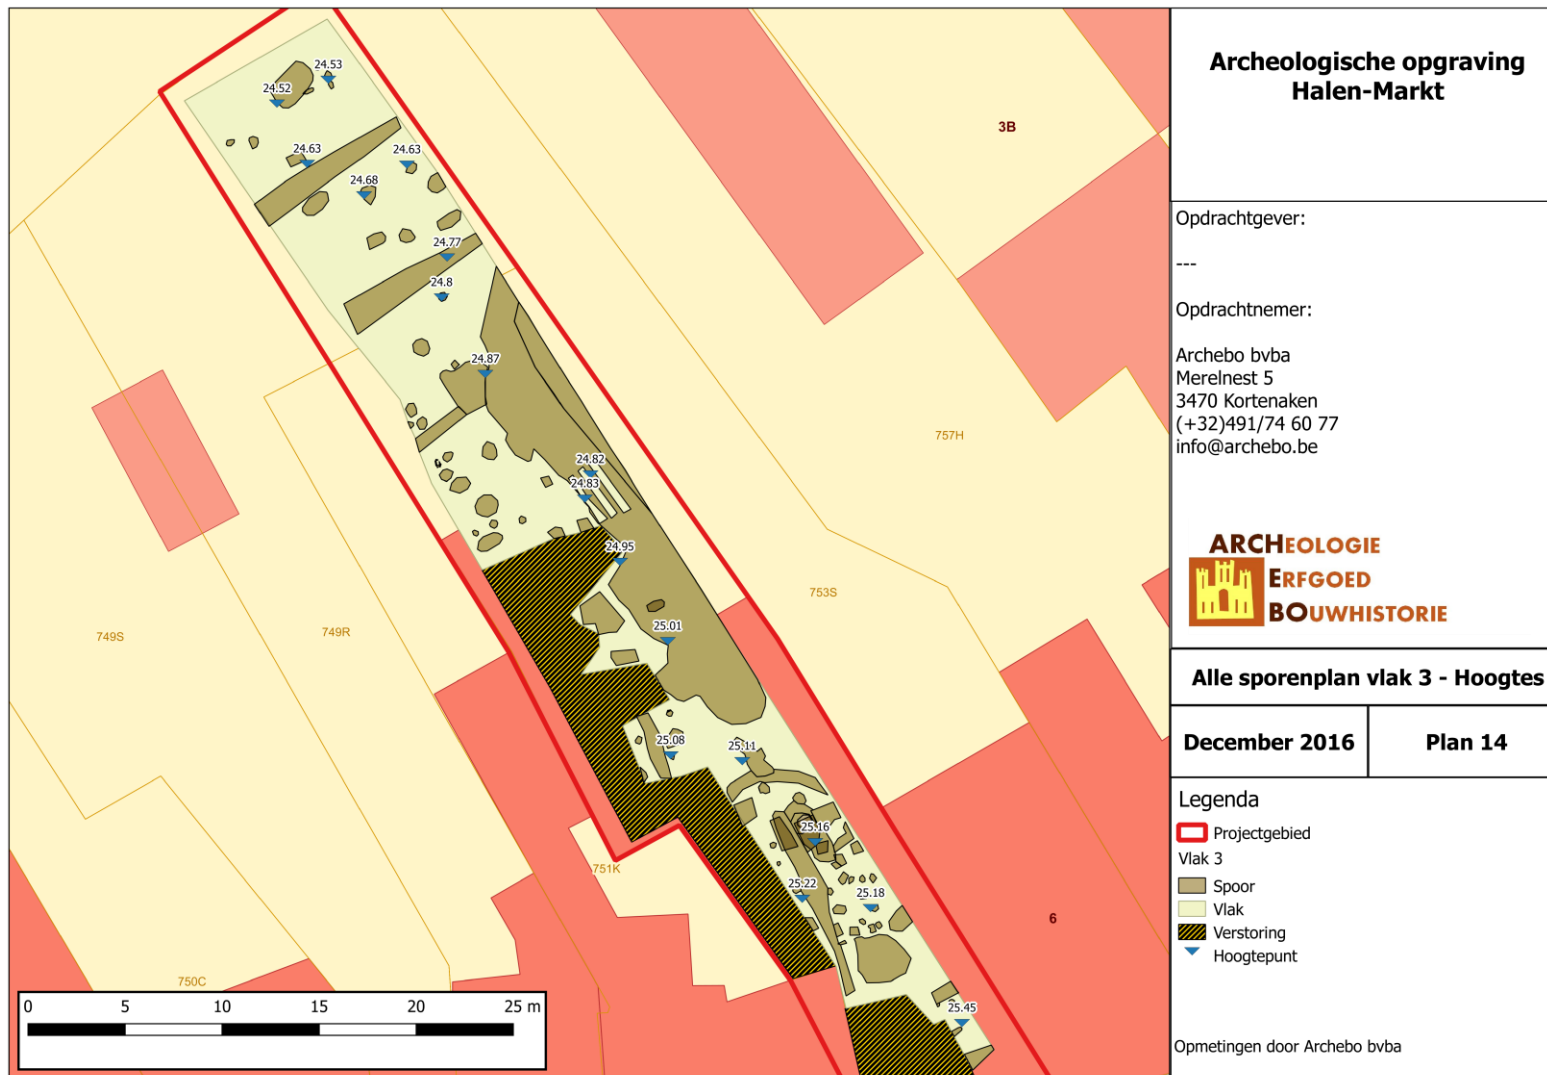 24.53
24.52
24.63
24.63
24.68
24.77
24.8
24.87
24.82
24.83
24.95
25.01
25.08
25.11
25.16
25.22
25.18
25.45
3B
757H
753S
749S
749R
751K
750C
6
0 5 10 15 20 25 m
Archeologische opgraving
Halen-Markt
Opdrachtgever:
---
Opdrachtnemer:
Archebo bvba
Merelnest 5
3470 Kortenaken
(+32)491/74 60 77
info@archebo.be
ARCHEOLOGIE
ERFGOED
BOUWHISTORIE
Alle sporenplan vlak 3 - Hoogtes
December 2016
Plan 14
Legenda
Projectgebied
Vlak 3
Spoor
Vlak
Verstoring
Hoogtepunt
Opmetingen door Archebo bvba